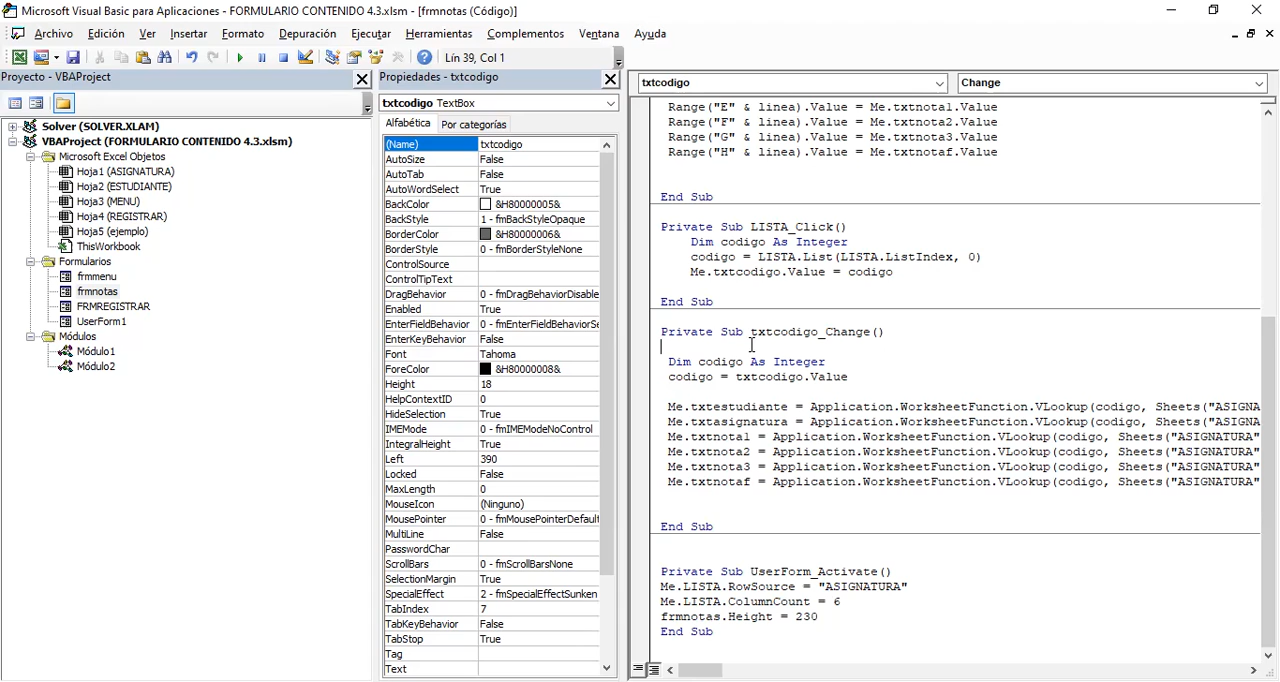 Microsoft Visual Basic para Aplicaciones - FORMULARIO CONTENIDO 4.3.xlsm - [frmnotas (Código)]
Archivo Edición Ver Insertar Formato Depuración Ejecutar Herramientas Complementos Ventana Ayuda
Lín 39, Col 1
Proyecto - VBAProject
Solver (SOLVER.XLAM)
VBAProject (FORMULARIO CONTENIDO 4.3.xlsm)
Microsoft Excel Objetos
Hoja1 (ASIGNATURA)
Hoja2 (ESTUDIANTE)
Hoja3 (MENU)
Hoja4 (REGISTRAR)
Hoja5 (ejemplo)
ThisWorkbook
Formularios
frmmenu
frmnotas
FRMREGISTRAR
UserForm1
Módulos
Módulo1
Módulo2
Propiedades - txtcodigo
txtcodigo TextBox
Alfabética Por categorías
(Name) txtcodigo
AutoSize False
AutoTab False
AutoWordSelect True
BackColor &H80000005&
BackStyle 1 - fmBackStyleOpaque
BorderColor &H80000006&
BorderStyle 0 - fmBorderStyleNone
ControlSource
ControlTipText
DragBehavior 0 - fmDragBehaviorDisable
Enabled True
EnterFieldBehavior 0 - fmEnterFieldBehaviorSe
EnterKeyBehavior False
Font Tahoma
ForeColor &H80000008&
Height 18
HelpContextID 0
HideSelection True
IMEMode 0 - fmIMEModeNoControl
IntegralHeight True
Left 390
Locked False
MaxLength 0
MouseIcon (Ninguno)
MousePointer 0 - fmMousePointerDefault
MultiLine False
PasswordChar
ScrollBars 0 - fmScrollBarsNone
SelectionMargin True
SpecialEffect 2 - fmSpecialEffectSunken
TabIndex 7
TabKeyBehavior False
TabStop True
Tag
Text
txtcodigo Change
Range("E" & linea).Value = Me.txtnota1.Value
Range("F" & linea).Value = Me.txtnota2.Value
Range("G" & linea).Value = Me.txtnota3.Value
Range("H" & linea).Value = Me.txtnotaf.Value
End Sub
Private Sub LISTA_Click()
Dim codigo As Integer
codigo = LISTA.List(LISTA.ListIndex, 0)
Me.txtcodigo.Value = codigo
End Sub
Private Sub txtcodigo_Change()
Dim codigo As Integer
codigo = txtcodigo.Value
Me.txtestudiante = Application.WorksheetFunction.VLookup(codigo, Sheets("ASIGNA
Me.txtasignatura = Application.WorksheetFunction.VLookup(codigo, Sheets("ASIGNA
Me.txtnota1 = Application.WorksheetFunction.VLookup(codigo, Sheets("ASIGNATURA"
Me.txtnota2 = Application.WorksheetFunction.VLookup(codigo, Sheets("ASIGNATURA"
Me.txtnota3 = Application.WorksheetFunction.VLookup(codigo, Sheets("ASIGNATURA"
Me.txtnotaf = Application.WorksheetFunction.VLookup(codigo, Sheets("ASIGNATURA"
End Sub
Private Sub UserForm_Activate()
Me.LISTA.RowSource = "ASIGNATURA"
Me.LISTA.ColumnCount = 6
frmnotas.Height = 230
End Sub